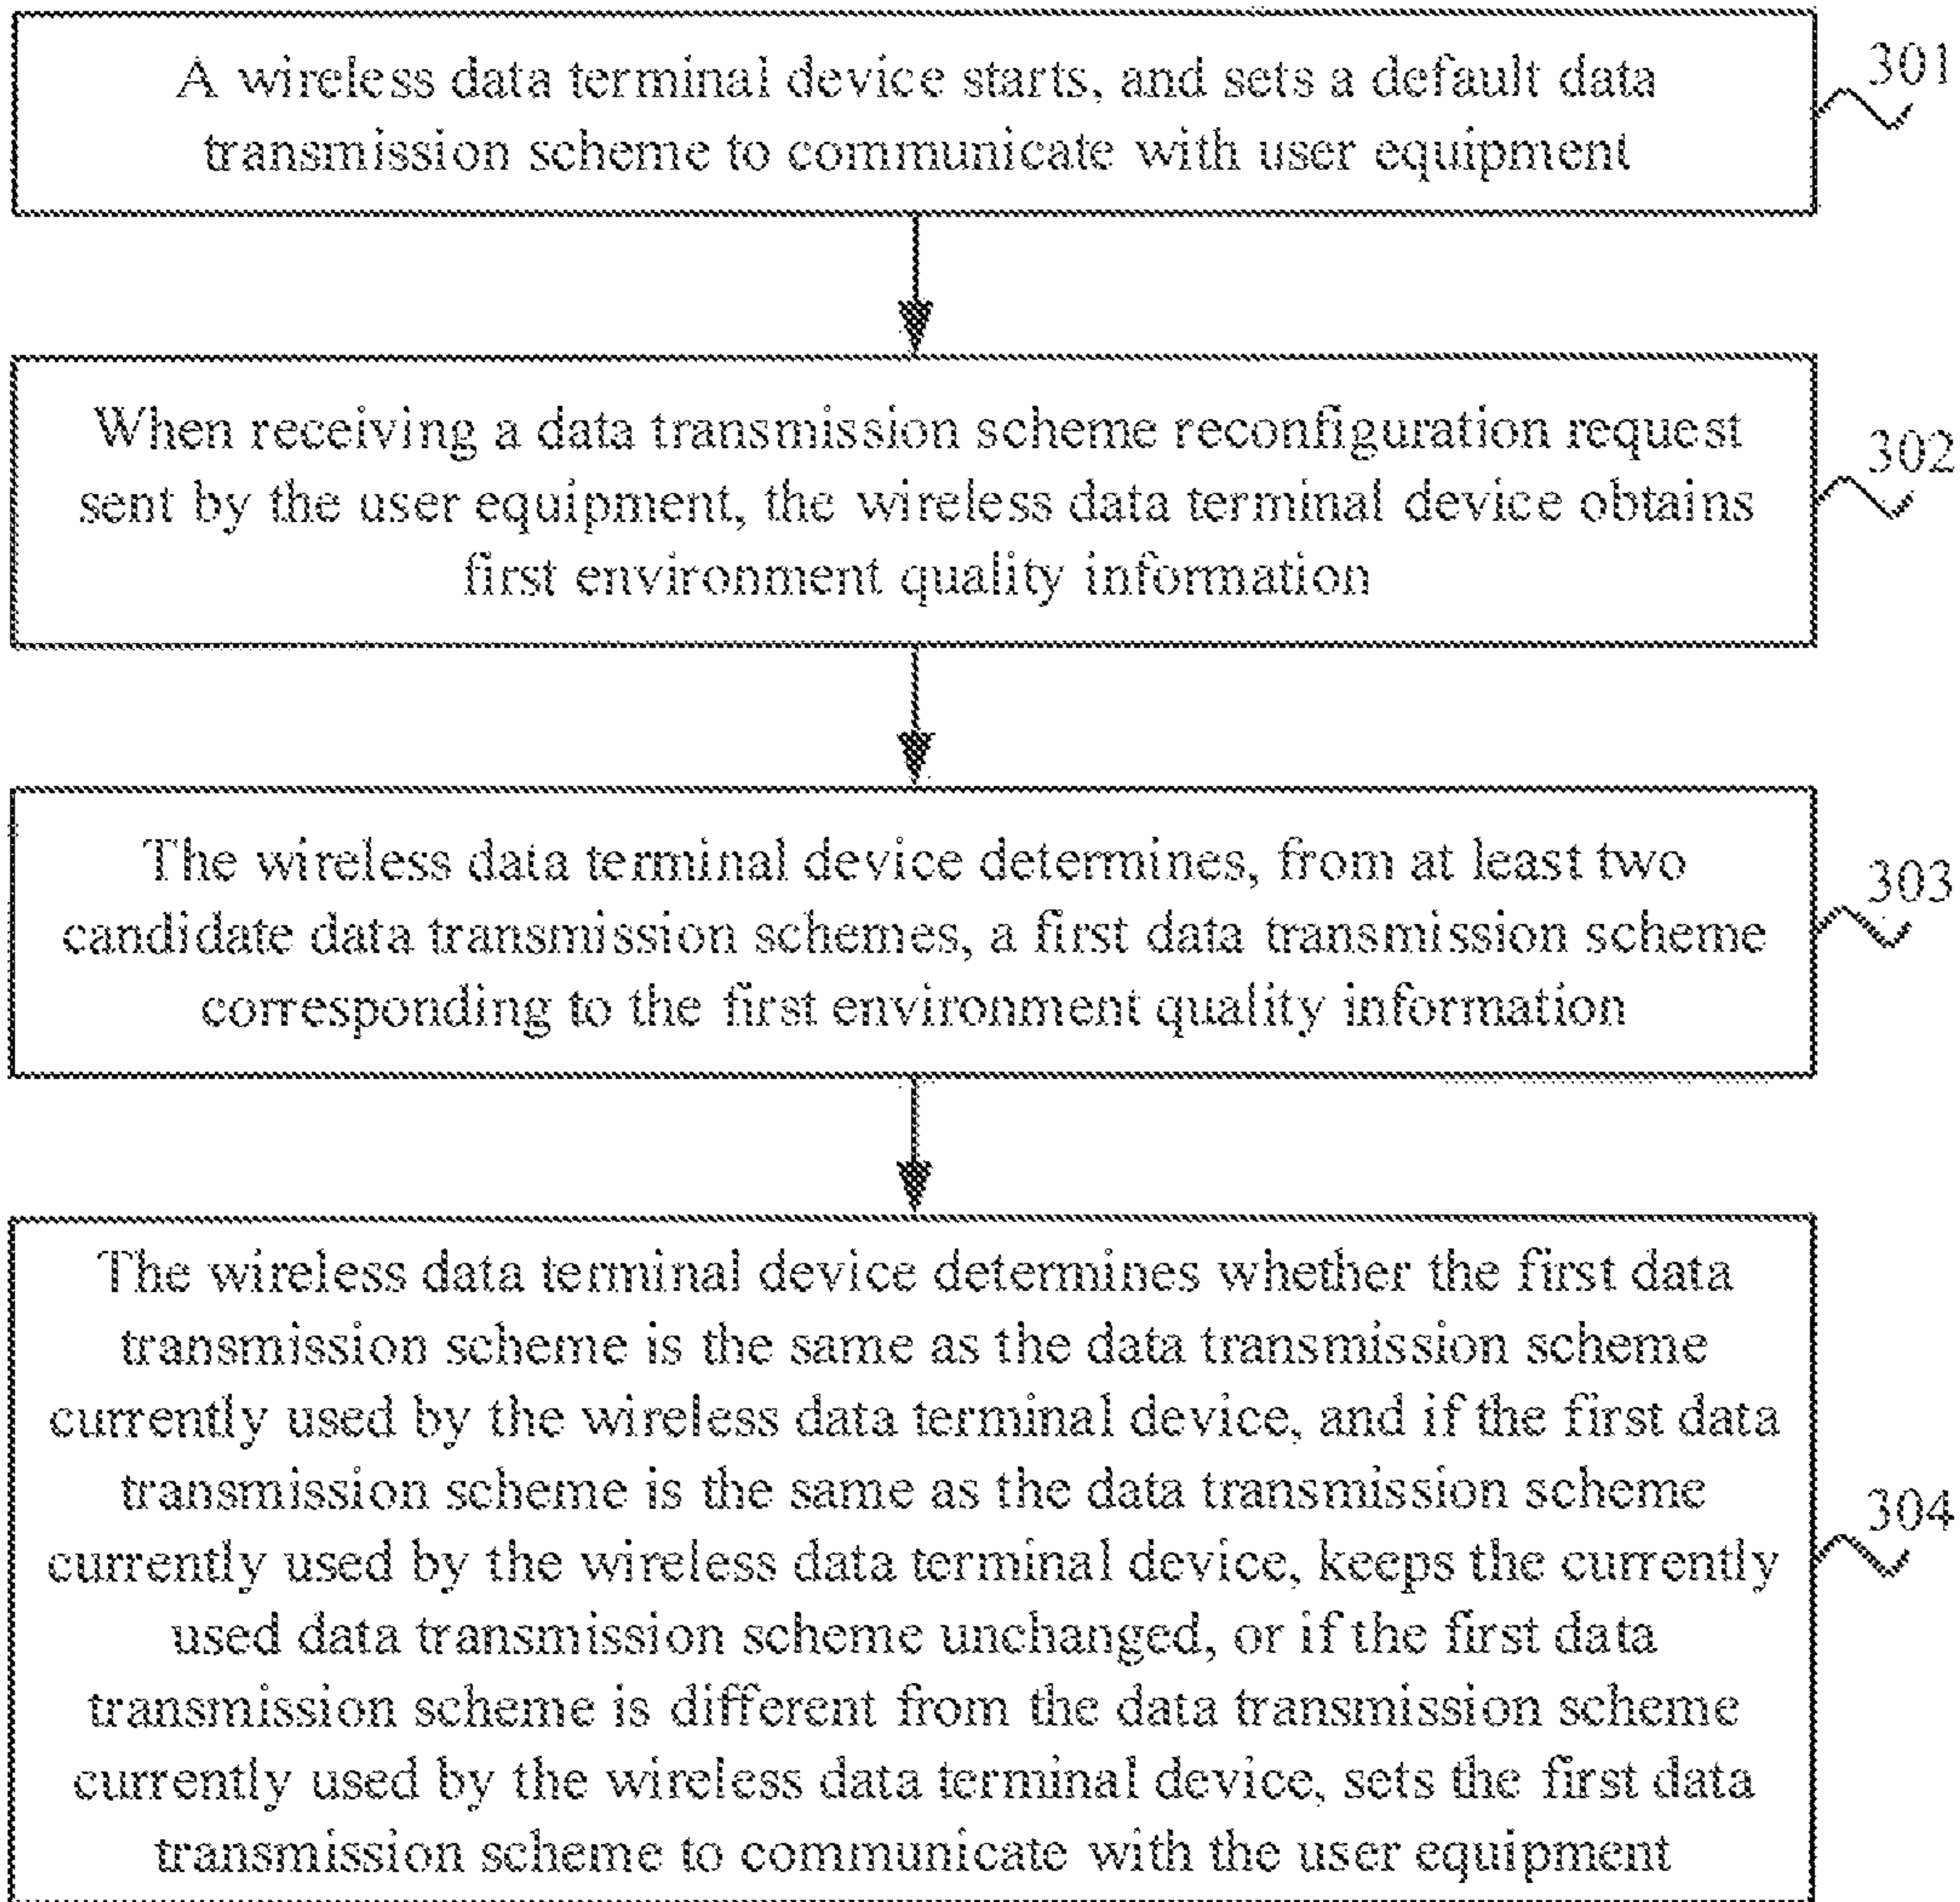 A wireless data terminal device starts, and sets a default data
transmission scheme to communicate with user equipment
301
When receiving a data transmission scheme reconfiguration request
sent by the user equipment, the wireless data terminal device obtains
first environment quality information
302
The wireless data terminal device determines, from at least two
candidate data transmission schemes, a first data transmission scheme
corresponding to the first environment quality information
303
The wireless data terminal device determines whether the first data
transmission scheme is the same as the data transmission scheme
currently used by the wireless data terminal device, and if the first data
transmission scheme is the same as the data transmission scheme
currently used by the wireless data terminal device, keeps the currently
used data transmission scheme unchanged, or if the first data
transmission scheme is different from the data transmission scheme
currently used by the wireless data terminal device, sets the first data
transmission scheme to communicate with the user equipment
304